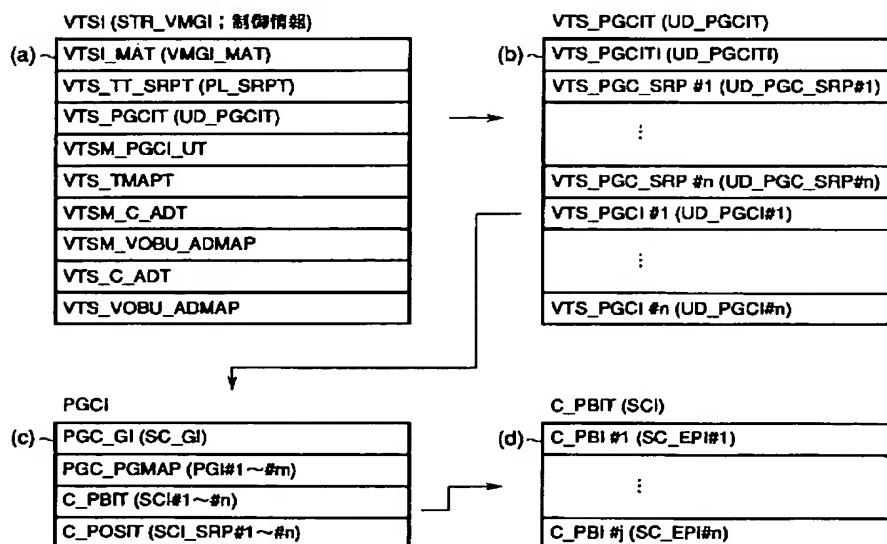 VTSI (STR_VMGI ; 制御情報)
(a)
VTSI_MAT (VMGI_MAT)
VTS_TT_SRPT (PL_SRPT)
VTS_PGCIT (UD_PGCIT)
VTSM_PGCI_UT
VTS_TMAPT
VTSM_C_ADT
VTSM_VOBU_ADMAP
VTS_C_ADT
VTS_VOBU_ADMAP
VTS_PGCIT (UD_PGCIT)
(b)
VTS_PGCITI (UD_PGCITI)
VTS_PGC_SRP #1 (UD_PGC_SRP#1)
⋮
VTS_PGC_SRP #n (UD_PGC_SRP#n)
VTS_PGCI #1 (UD_PGCI#1)
⋮
VTS_PGCI #n (UD_PGCI#n)
PGCI
(c)
PGC_GI (SC_GI)
PGC_PGMAP (PGI#1~#m)
C_PBIT (SCI#1~#n)
C_POSIT (SCI_SRP#1~#n)
C_PBIT (SCI)
(d)
C_PBI #1 (SC_EPI#1)
⋮
C_PBI #j (SC_EPI#n)